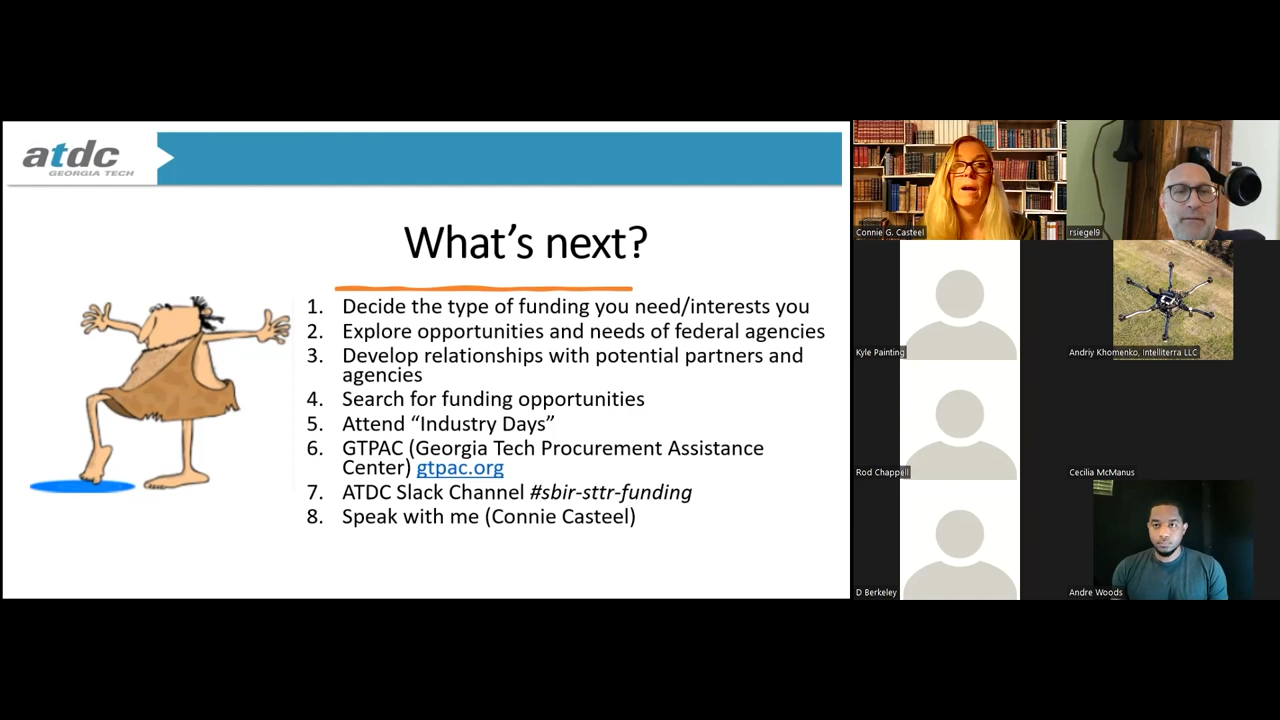 atdc
GEORGIA TECH
What's next?
1. Decide the type of funding you need/interests you
2. Explore opportunities and needs of federal agencies
3. Develop relationships with potential partners and
agencies
4. Search for funding opportunities
5. Attend “Industry Days”
6. GTPAC (Georgia Tech Procurement Assistance
Center) gtpac.org
7. ATDC Slack Channel #sbir-sttr-funding
8. Speak with me (Connie Casteel)
Connie G. Casteel
rsiegel9
Kyle Painting
Andriy Khomenko, Intelliterra LLC
Rod Chappell
Cecilia McManus
D Berkeley
Andre Woods